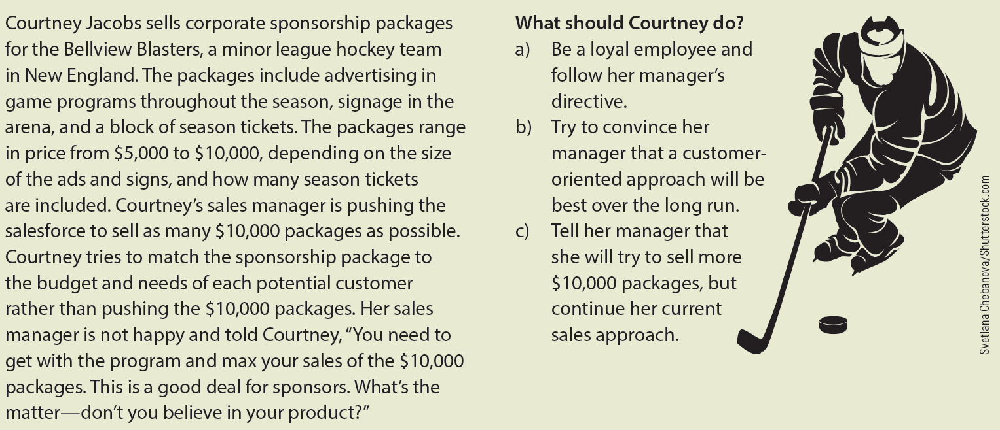 Courtney Jacobs sells corporate sponsorship packages
for the Bellview Blasters, a minor league hockey team
in New England. The packages include advertising in
game programs throughout the season, signage in the
arena, and a block of season tickets. The packages range
in price from $5,000 to $10,000, depending on the size
of the ads and signs, and how many season tickets
are included. Courtney’s sales manager is pushing the
salesforce to sell as many $10,000 packages as possible.
Courtney tries to match the sponsorship package to
the budget and needs of each potential customer
rather than pushing the $10,000 packages. Her sales
manager is not happy and told Courtney, “You need to
get with the program and max your sales of the $10,000
packages. This is a good deal for sponsors. What’s the
matter—don’t you believe in your product?”
What should Courtney do?
a) Be a loyal employee and
follow her manager’s
directive.
b) Try to convince her
manager that a customer-
oriented approach will be
best over the long run.
c) Tell her manager that
she will try to sell more
$10,000 packages, but
continue her current
sales approach.
Svetlana Chebanova/Shutterstock.com